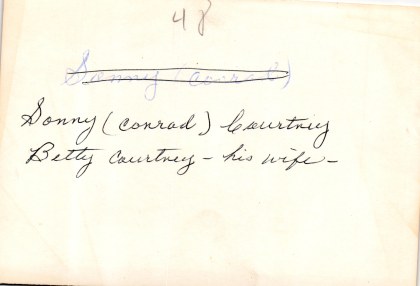 48
Sonny (Conrad)
Sonny (Conrad) Courtney
Betty Courtney - his wife -